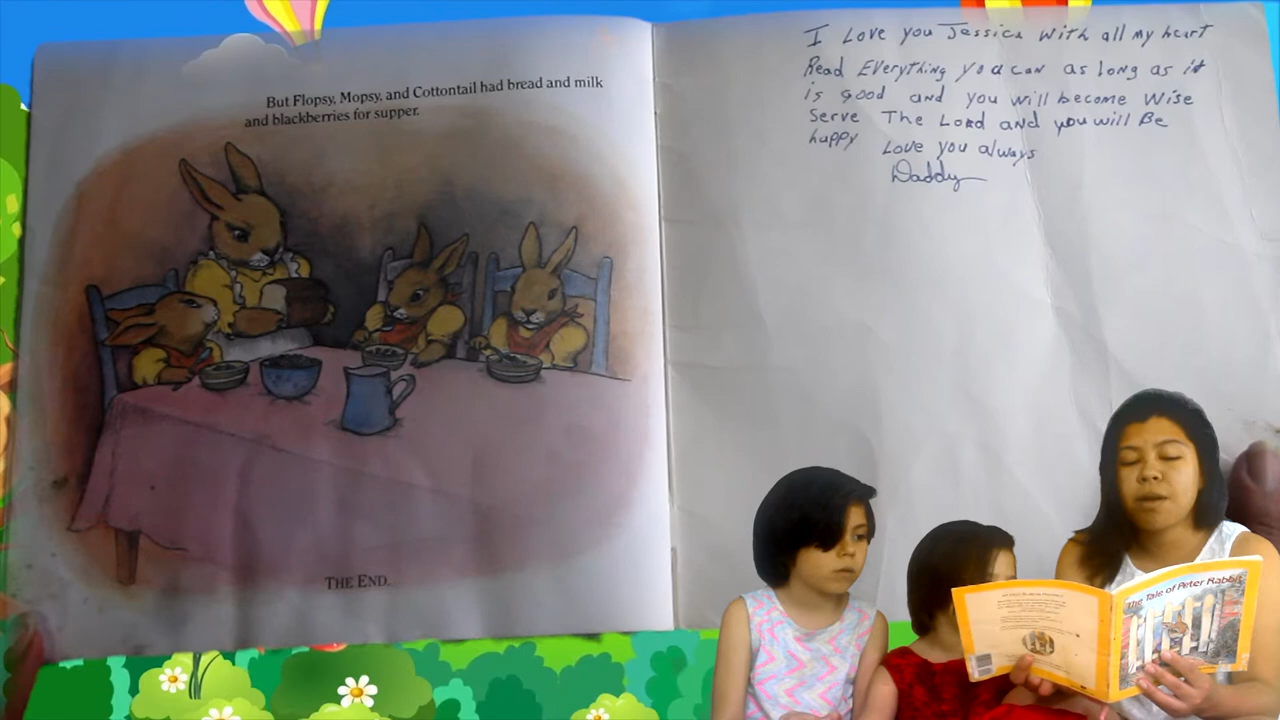 But Flopsy, Mopsy, and Cottontail had bread and milk
and blackberries for supper.
THE END.
I Love you Jessica with all my heart
Read Everything you can as long as it
is good and you will become Wise
Serve The Lord and you will Be
happy Love you always
Daddy
The Tale of Peter Rabbit